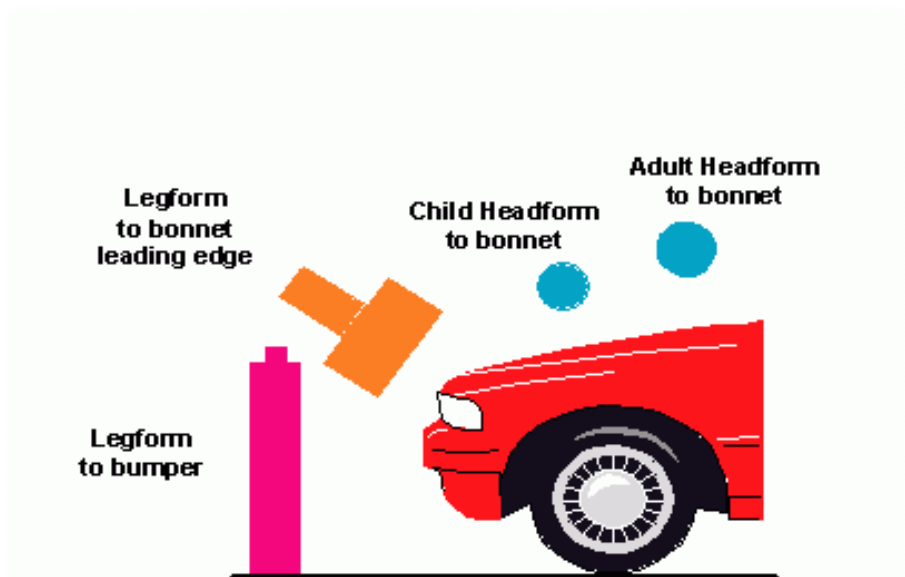 Adult Headform
to bonnet
Child Headform
to bonnet
Legform
to bonnet
leading edge
Legform
to bumper